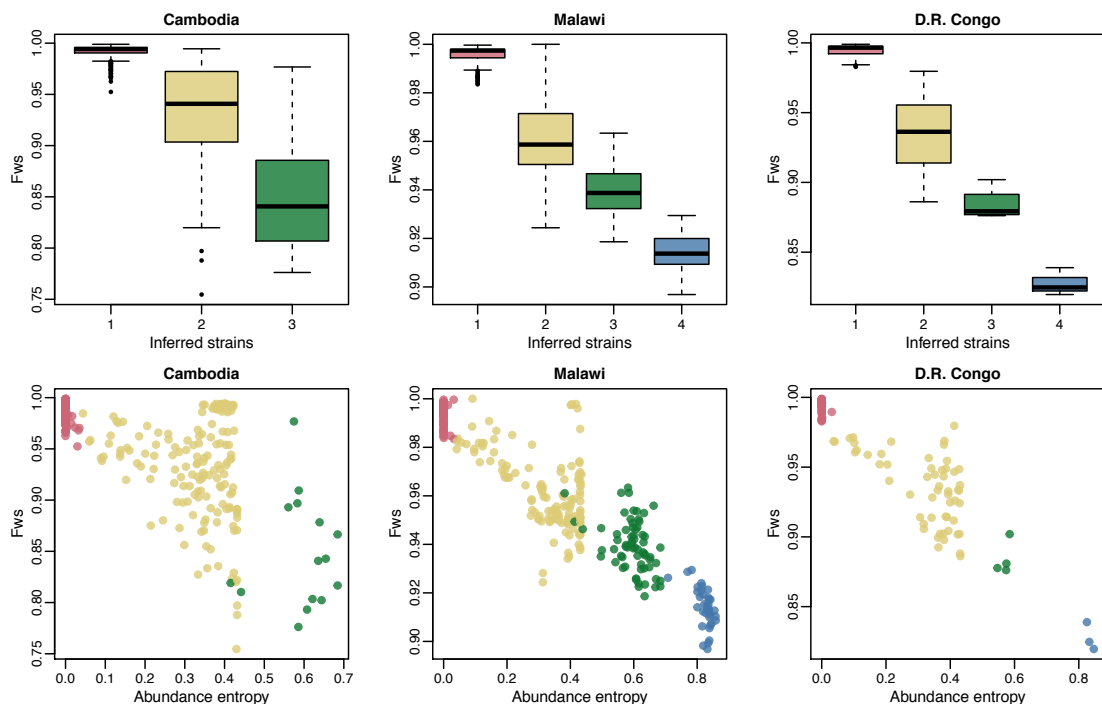 Cambodia
Malawi
D.R. Congo
Fws
1.00
0.95
0.90
0.85
0.80
0.75
1
2
3
Inferred strains
Fws
1.00
0.98
0.96
0.94
0.92
0.90
1
2
3
4
Inferred strains
Fws
1.00
0.95
0.90
0.85
1
2
3
4
Inferred strains
Cambodia
Malawi
D.R. Congo
Fws
1.00
0.95
0.90
0.85
0.80
0.75
0.0 0.1 0.2 0.3 0.4 0.5 0.6 0.7
Abundance entropy
Fws
1.00
0.98
0.96
0.94
0.92
0.90
0.0 0.2 0.4 0.6 0.8
Abundance entropy
Fws
1.00
0.95
0.90
0.85
0.0 0.2 0.4 0.6 0.8
Abundance entropy